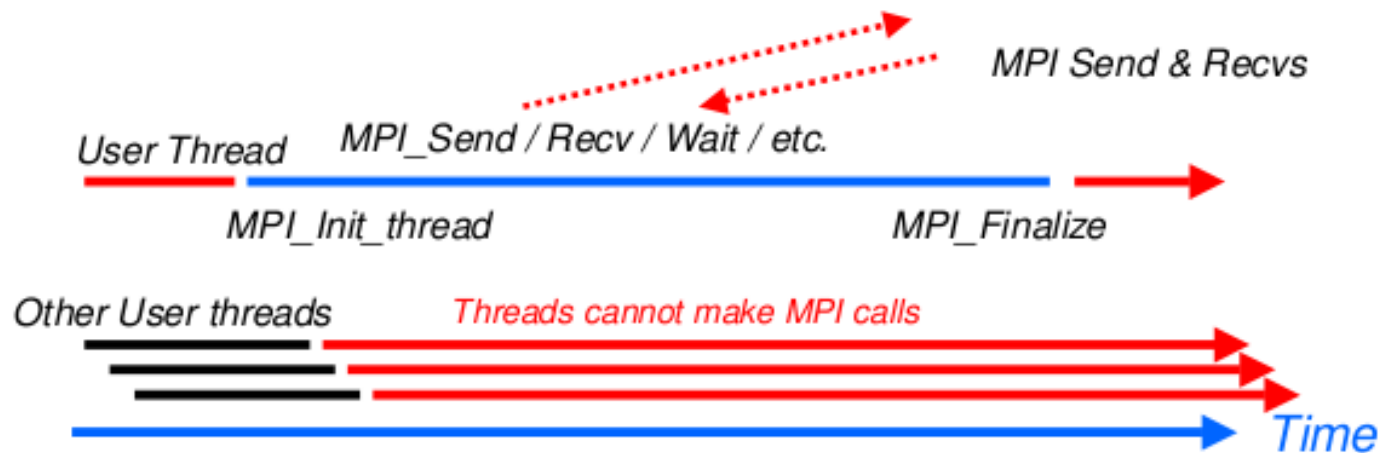 MPI Send & Recvs
User Thread
MPI_Send / Recv / Wait / etc.
MPI_Init_thread
MPI_Finalize
Other User threads
Threads cannot make MPI calls
Time